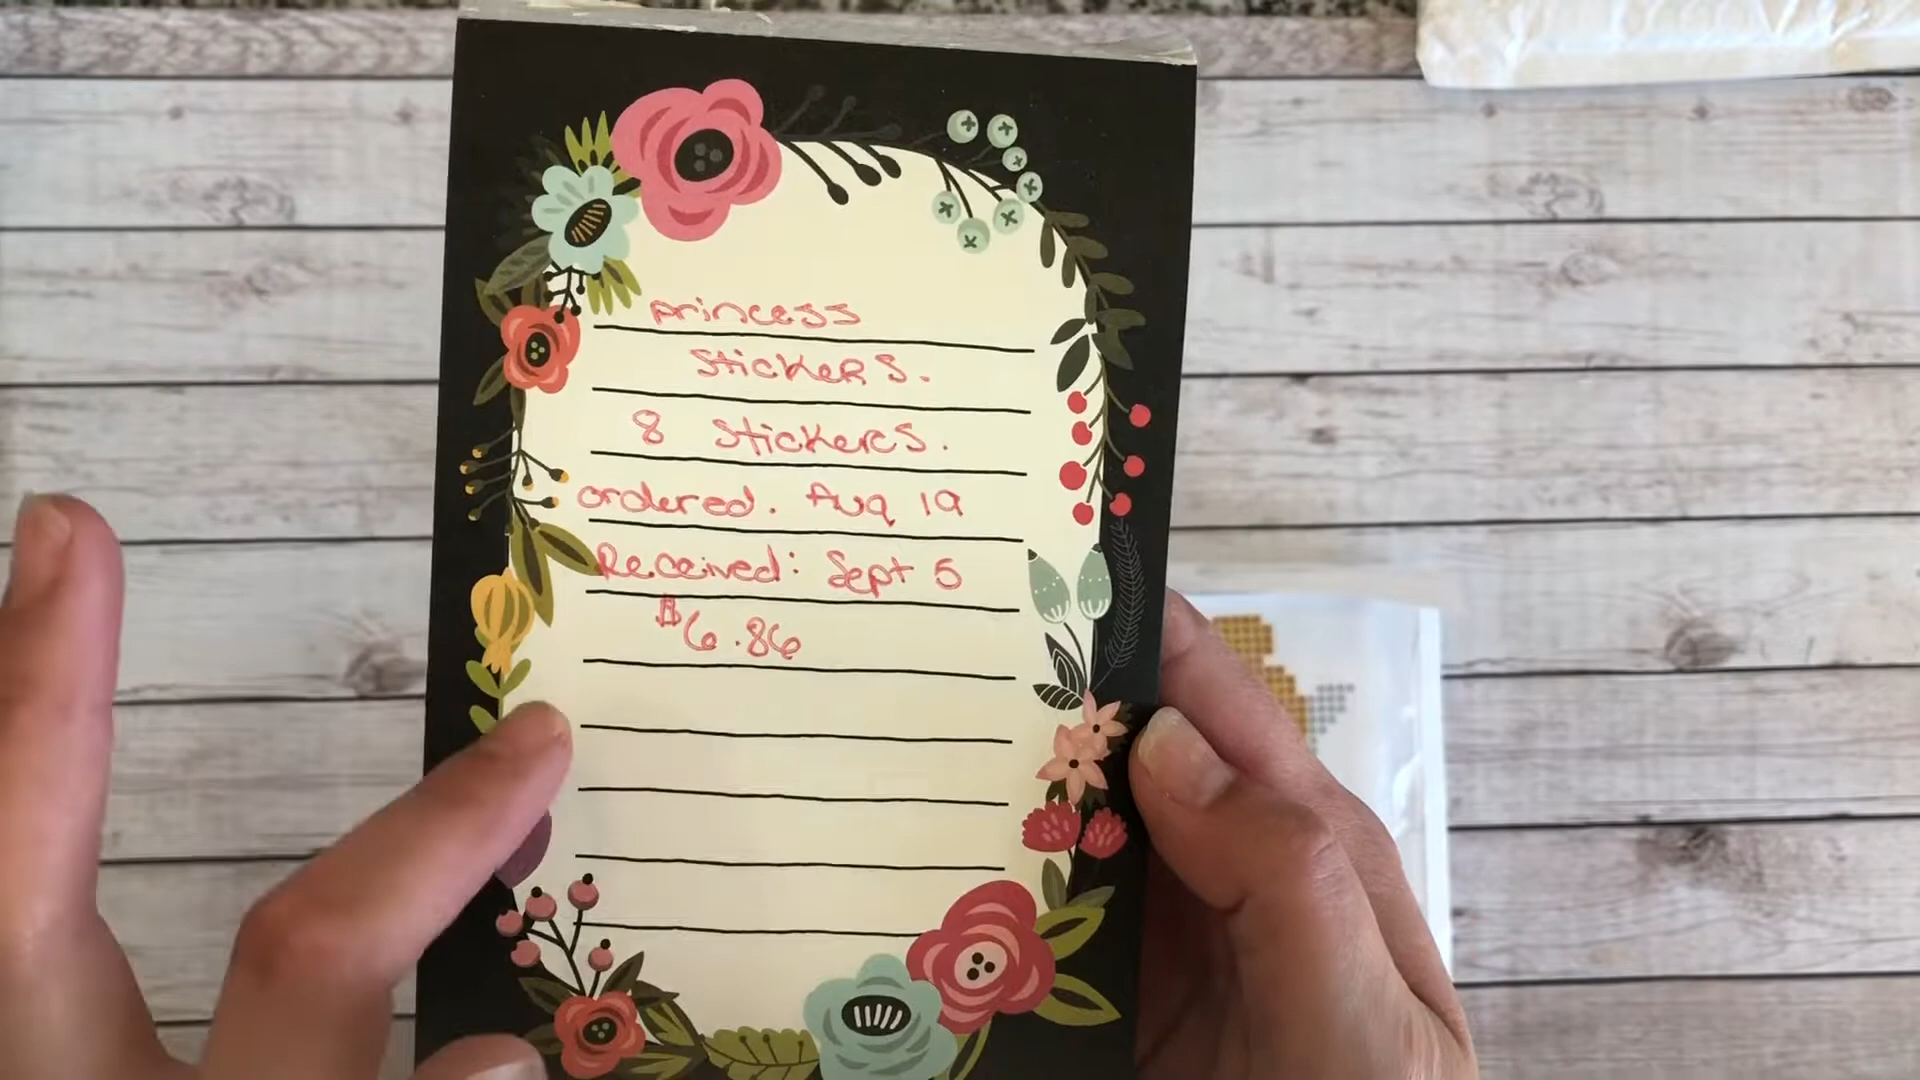 princess
stickers.
8 stickers.
ordered. Aug 19
Received: Sept 5
$6.86